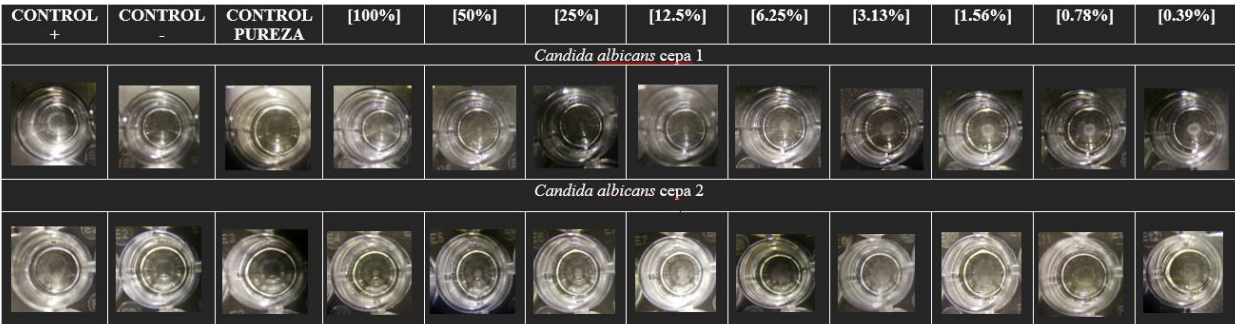 CONTROL + CONTROL - CONTROL PUREZA [100%] [50%] [25%] [12.5%] [6.25%] [3.13%] [1.56%] [0.78%] [0.39%]
Candida albicans cepa 1
Candida albicans cepa 2